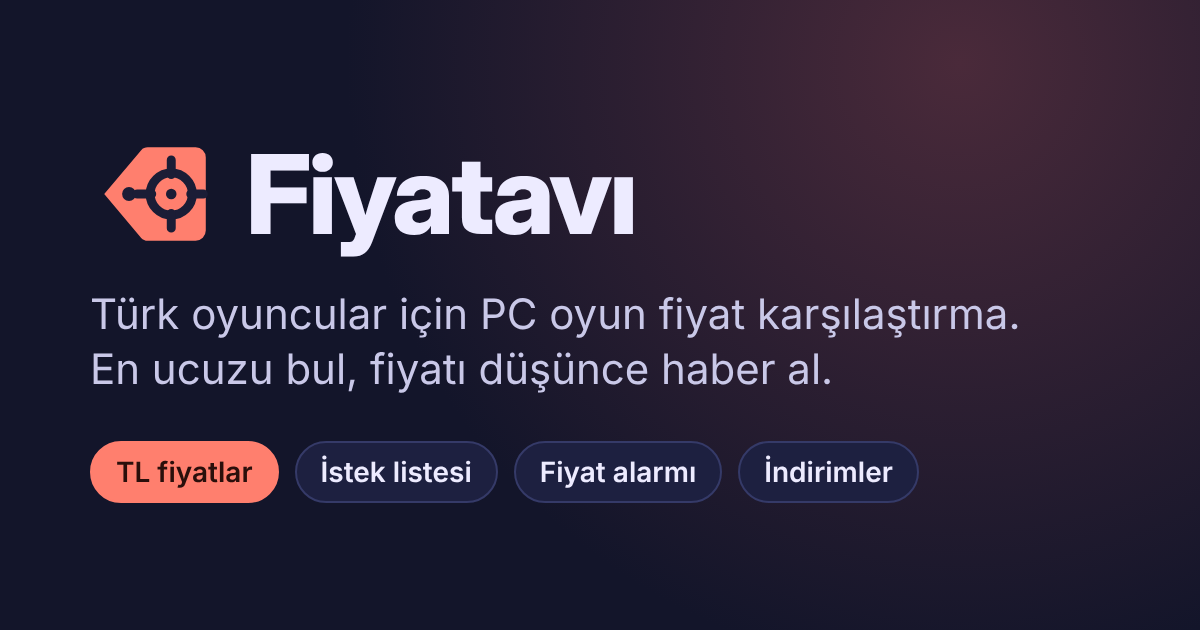 Fiyatavı
Türk oyuncular için PC oyun fiyat karşılaştırma.
En ucuzu bul, fiyatı düşünce haber al.
TL fiyatlar İstek listesi Fiyat alarmı İndirimler